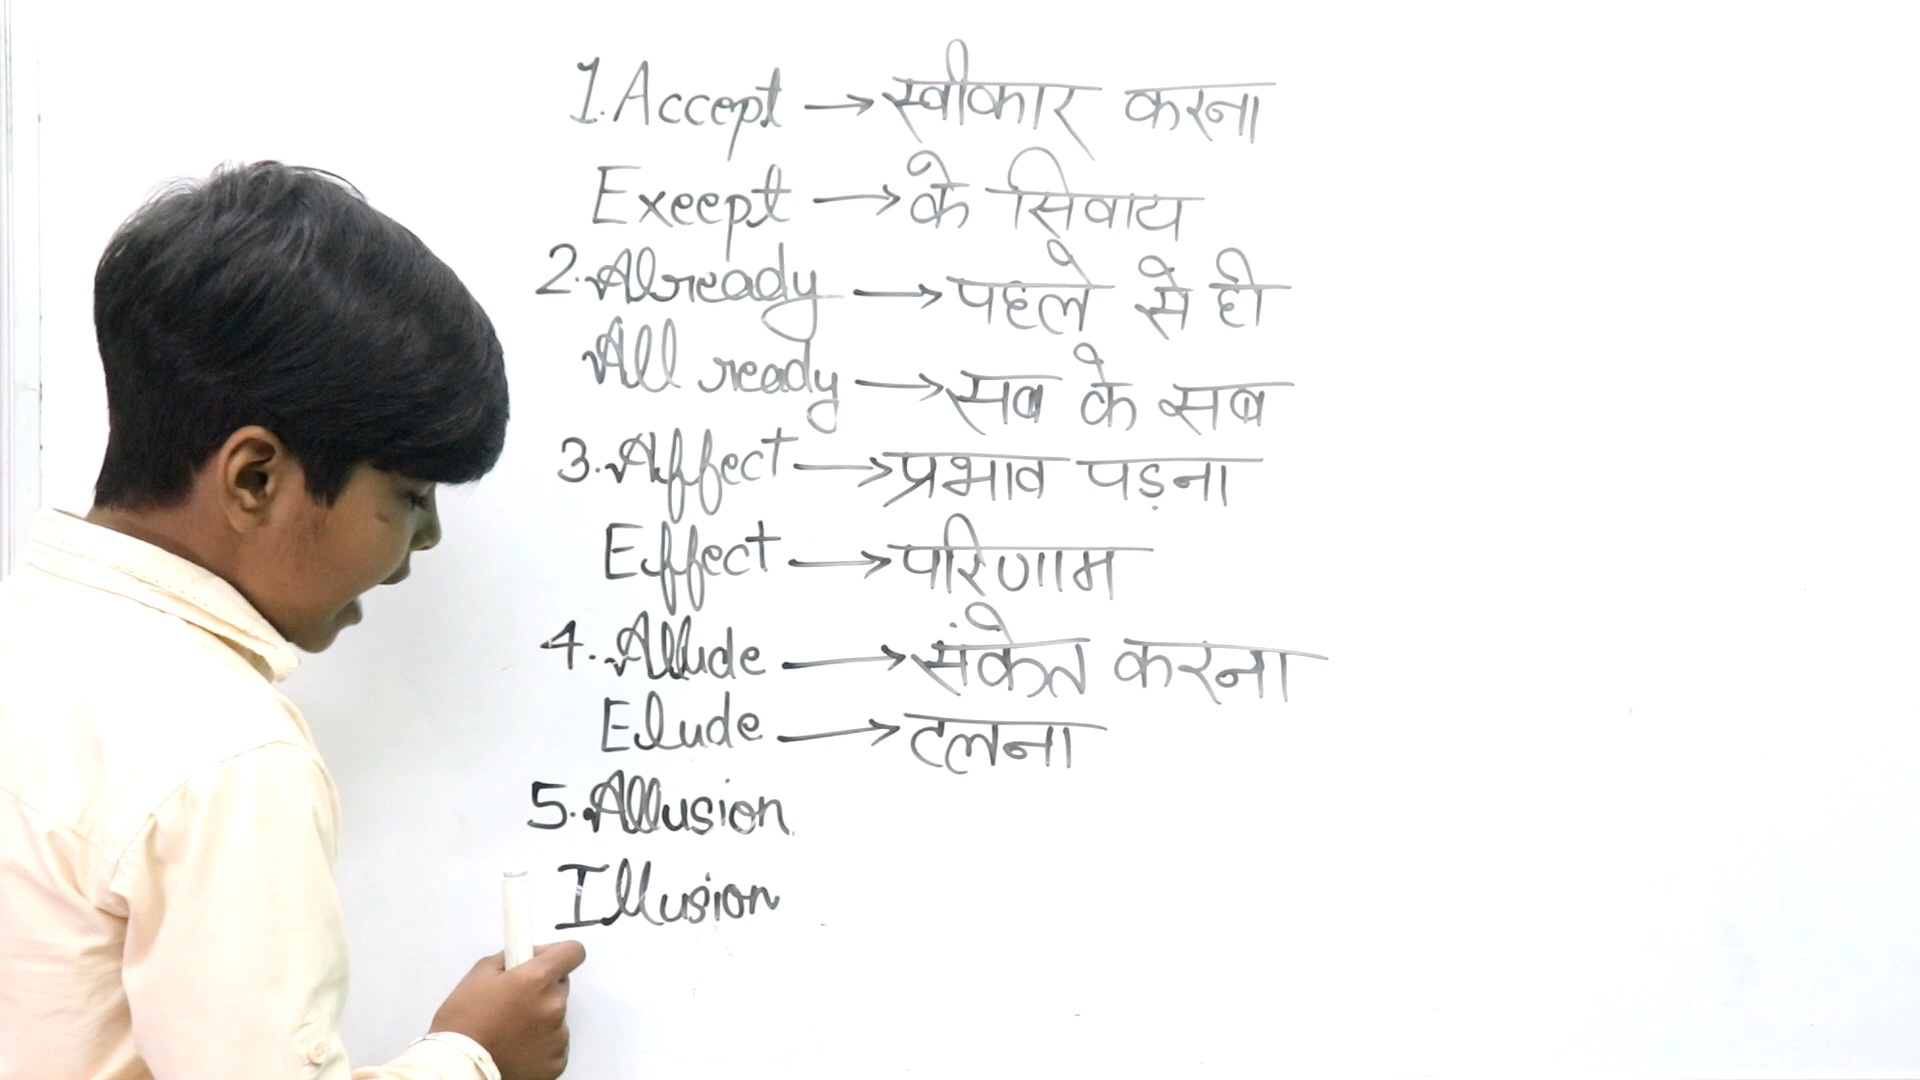 1. Accept → स्वीकार करना
Except → के सिवाय
2. Already → पहले से ही
All ready → सब के सब
3. Affect → प्रभाव पड़ना
Effect → परिणाम
4. Allude → संकेत करना
Elude → टलना
5. Allusion
Illusion